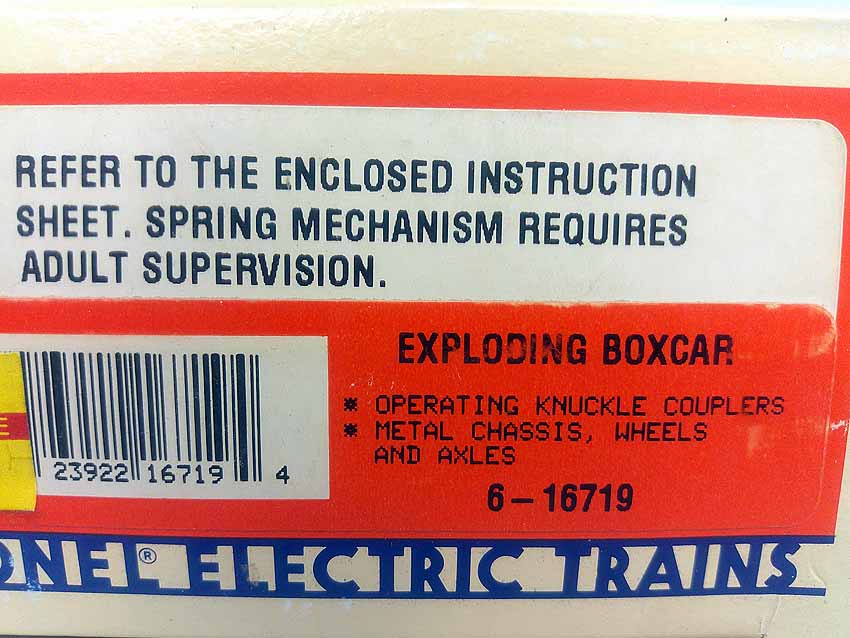 REFER TO THE ENCLOSED INSTRUCTION
SHEET. SPRING MECHANISM REQUIRES
ADULT SUPERVISION.
EXPLODING BOXCAR
* OPERATING KNUCKLE COUPLERS
* METAL CHASSIS, WHEELS
AND AXLES
6-16719
E
23922 16719 4
ONEL® ELECTRIC TRAINS